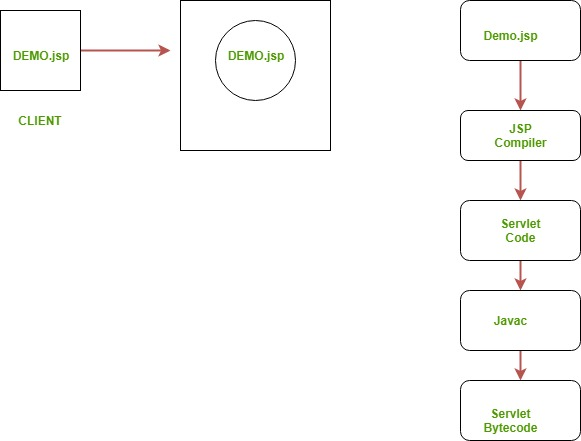 DEMO.jsp
CLIENT
DEMO.jsp
Demo.jsp
JSP
Compiler
Servlet
Code
Javac
Servlet
Bytecode